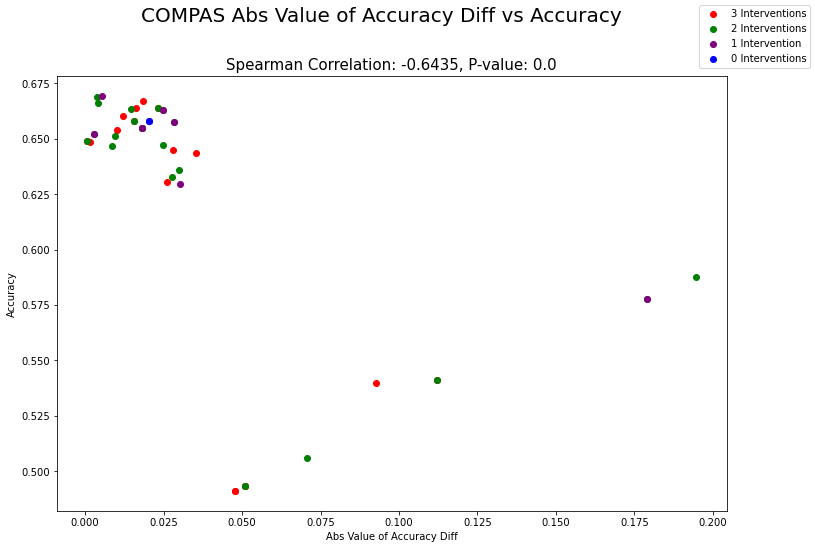 COMPAS Abs Value of Accuracy Diff vs Accuracy
3 Interventions
2 Interventions
1 Intervention
0 Interventions
Spearman Correlation: -0.6435, P-value: 0.0
0.675
0.650
0.625
0.600
0.575
0.550
0.525
0.500
Accuracy
0.000
0.025
0.050
0.075
0.100
0.125
0.150
0.175
0.200
Abs Value of Accuracy Diff